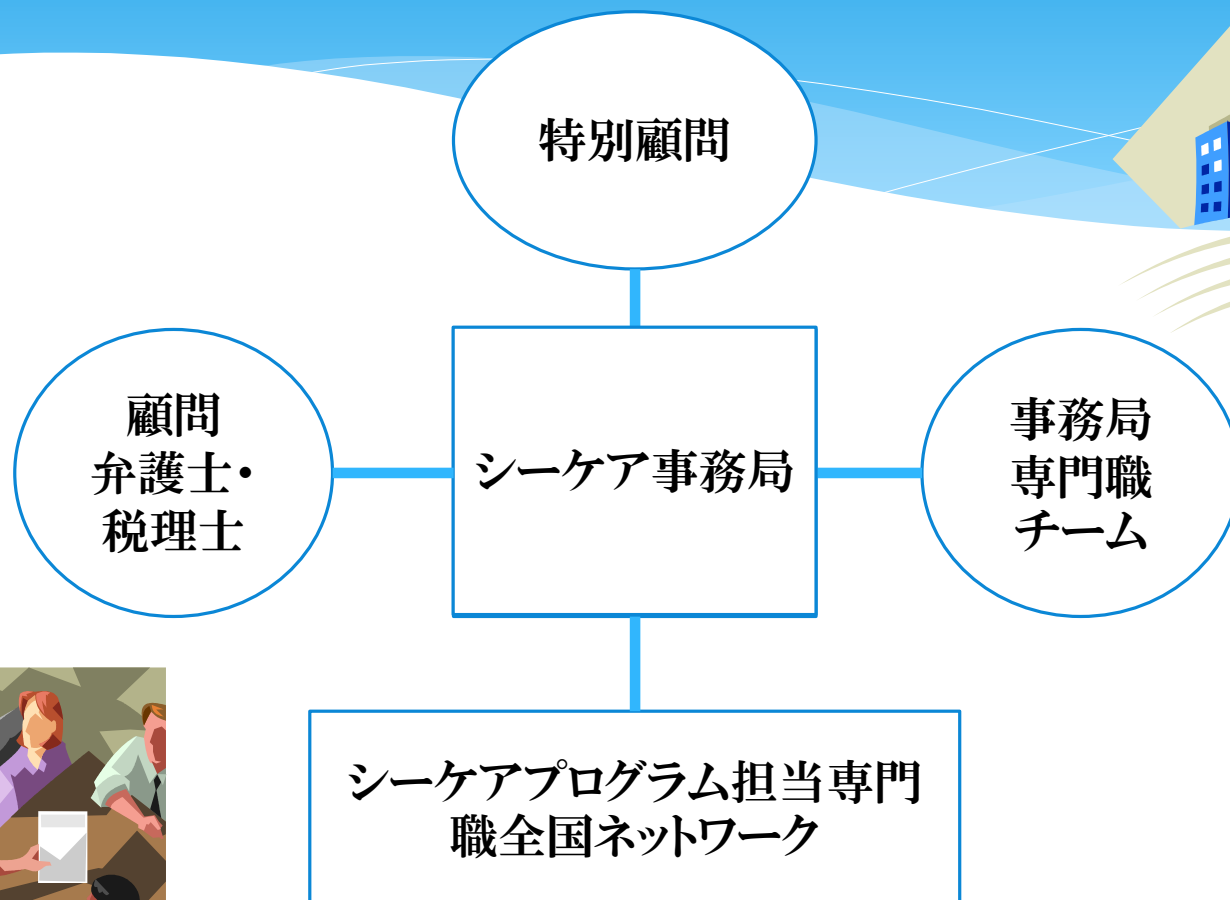 特別顧問
顧問
弁護士・
税理士
シーケア事務局
事務局
専門職
チーム
シーケアプログラム担当専門
職全国ネットワーク